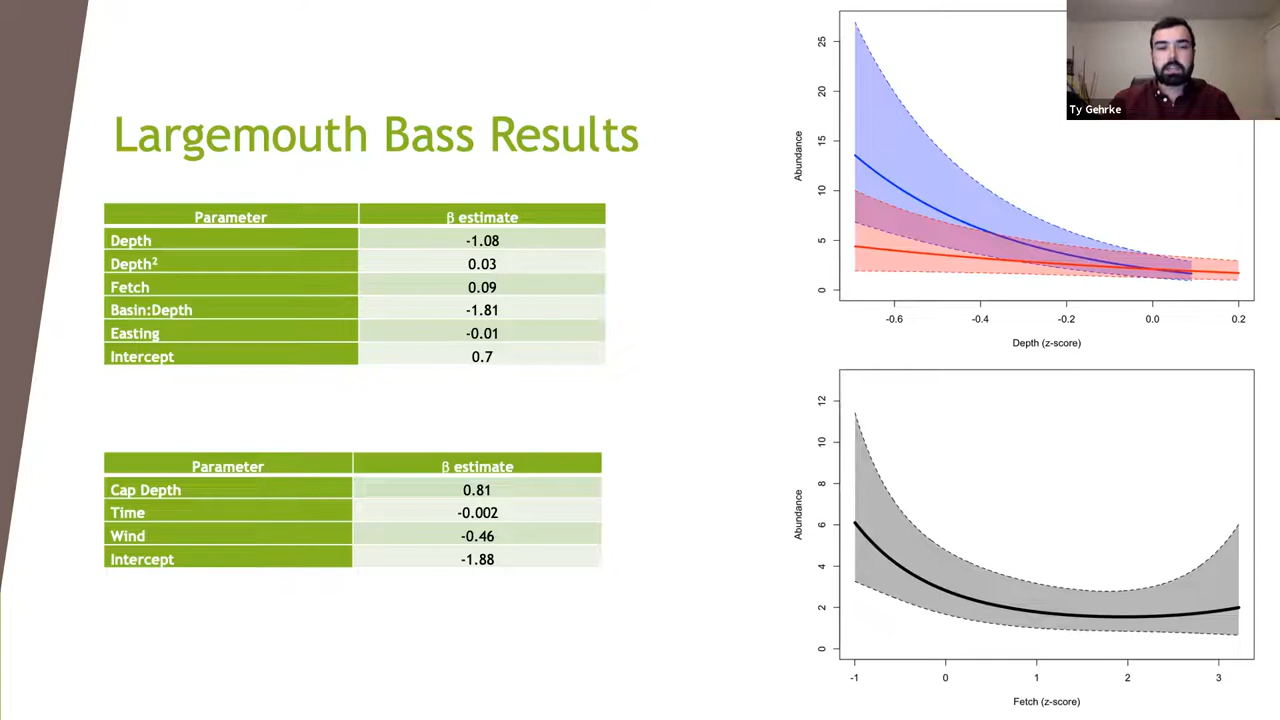 Largemouth Bass Results
Parameter β estimate
Depth -1.08
Depth² 0.03
Fetch 0.09
Basin:Depth -1.81
Easting -0.01
Intercept 0.7
Parameter β estimate
Cap Depth 0.81
Time -0.002
Wind -0.46
Intercept -1.88
25
20
15
10
5
0
Abundance
-0.6 -0.4 -0.2 0.0 0.2
Depth (z-score)
Ty Gehrke
12
10
8
6
4
2
0
Abundance
-1 0 1 2 3
Fetch (z-score)